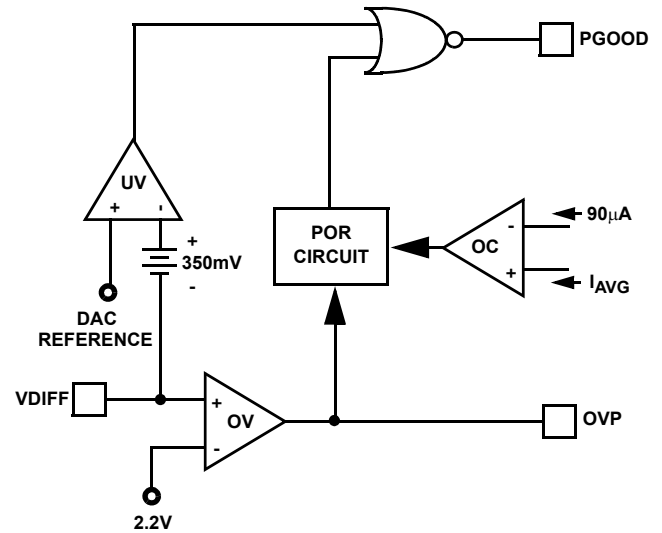 PGOOD
UV
+ -
+
350mV
-
DAC
REFERENCE
POR
CIRCUIT
OC
-
+
90μA
IAVG
VDIFF
+
OV
-
OVP
2.2V